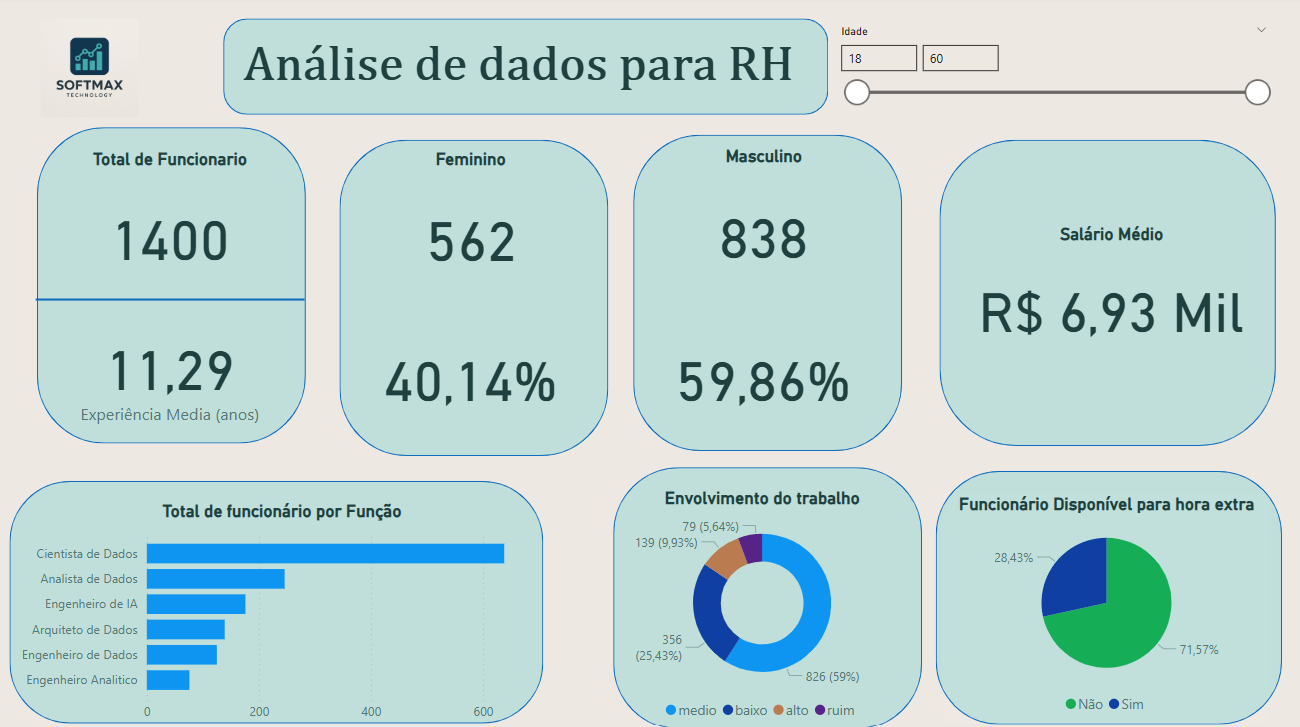 SOFTMAX
TECHNOLOGY
Análise de dados para RH
Idade
18
60
Total de Funcionario
1400
11,29
Experiência Media (anos)
Feminino
562
40,14%
Masculino
838
59,86%
Salário Médio
R$ 6,93 Mil
Total de funcionário por Função
Cientista de Dados
Analista de Dados
Engenheiro de IA
Arquiteto de Dados
Engenheiro de Dados
Engenheiro Analitico
0
200
400
600
Envolvimento do trabalho
79 (5,64%)
139 (9,93%)
356
(25,43%)
826 (59%)
medio baixo alto ruim
Funcionário Disponível para hora extra
28,43%
71,57%
Não Sim